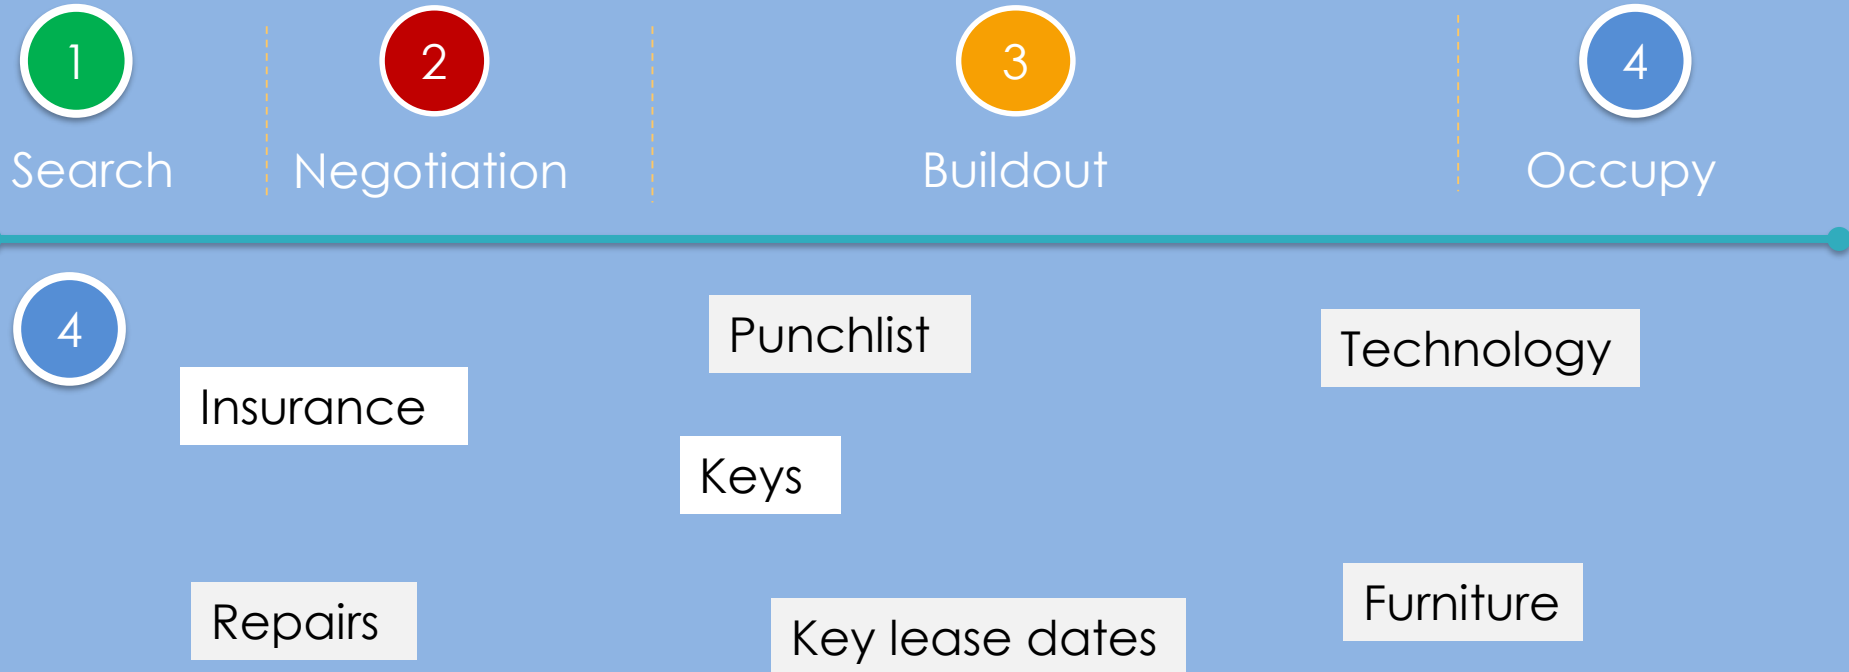 1
2
3
4
Search
Negotiation
Buildout
Occupy
4
Punchlist
Technology
Insurance
Keys
Repairs
Key lease dates
Furniture